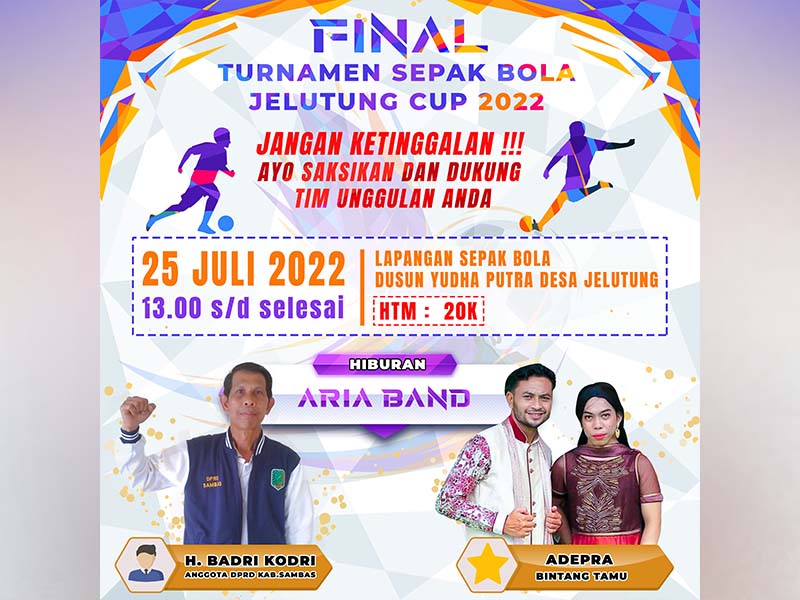 FINAL
TURNAMEN SEPAK BOLA
JELUTUNG CUP 2022
JANGAN KETINGGALAN !!!
AYO SAKSIKAN DAN DUKUNG
TIM UNGGULAN ANDA
25 JULI 2022
13.00 s/d selesai
LAPANGAN SEPAK BOLA
DUSUN YUDHA PUTRA DESA JELUTUNG
HTM : 20K
HIBURAN
ARIA BAND
DPRD
SAMBAS
H. BADRI KODRI
ANGGOTA DPRD KAB.SAMBAS
ADEPRA
BINTANG TAMU